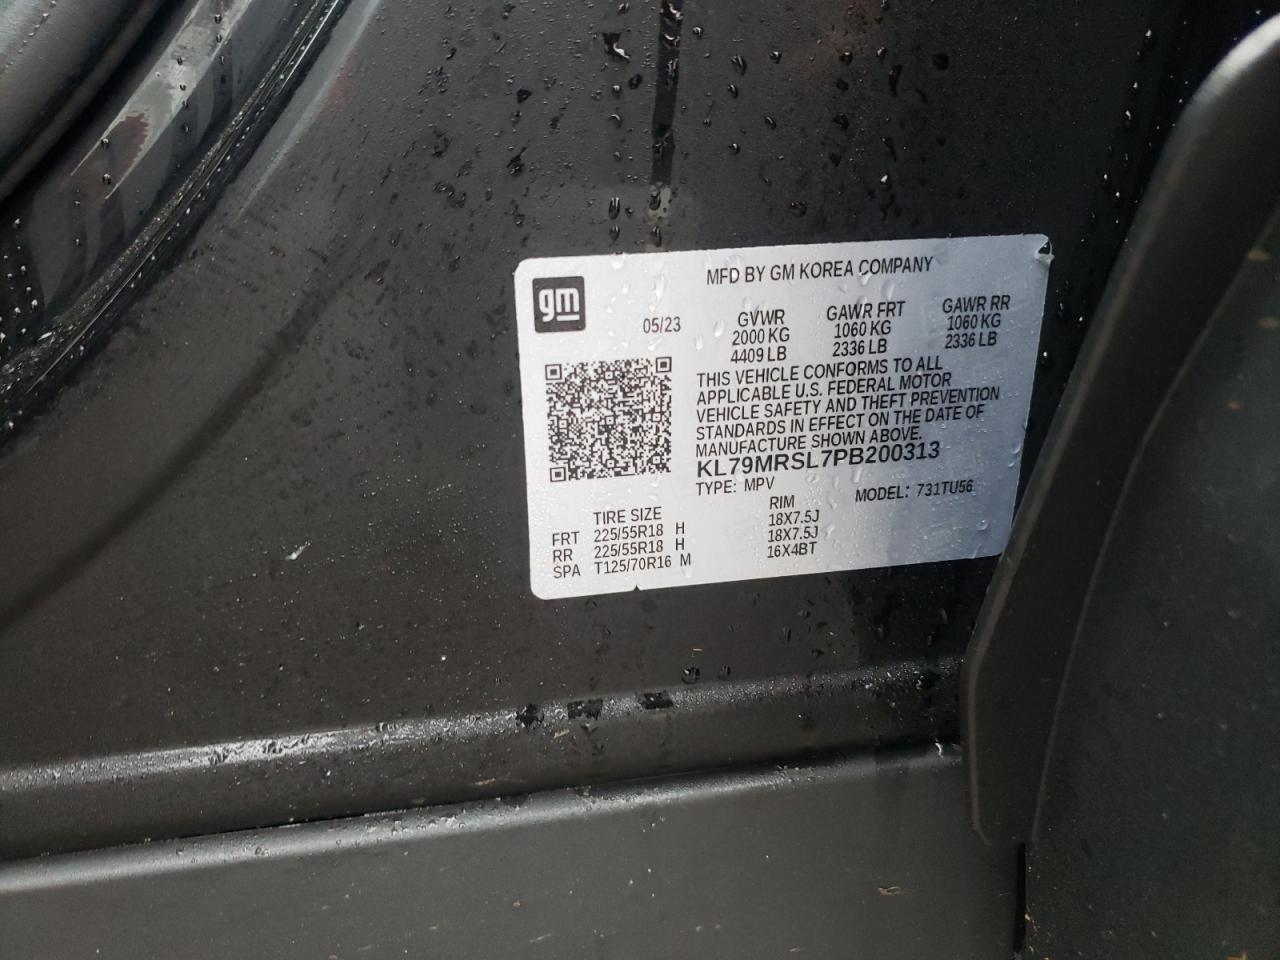 MFD BY GM KOREA COMPANY
gm
05/23
GVWR GAWR FRT GAWR RR
2000 KG 1060 KG 1060 KG
4409 LB 2336 LB 2336 LB
THIS VEHICLE CONFORMS TO ALL
APPLICABLE U.S. FEDERAL MOTOR
VEHICLE SAFETY AND THEFT PREVENTION
STANDARDS IN EFFECT ON THE DATE OF
MANUFACTURE SHOWN ABOVE.
KL79MRSL7PB200313
TYPE: MPV MODEL: 731TU56
TIRE SIZE RIM
FRT 225/55R18 H 18X7.5J
RR 225/55R18 H 18X7.5J
SPA T125/70R16 M 16X4BT